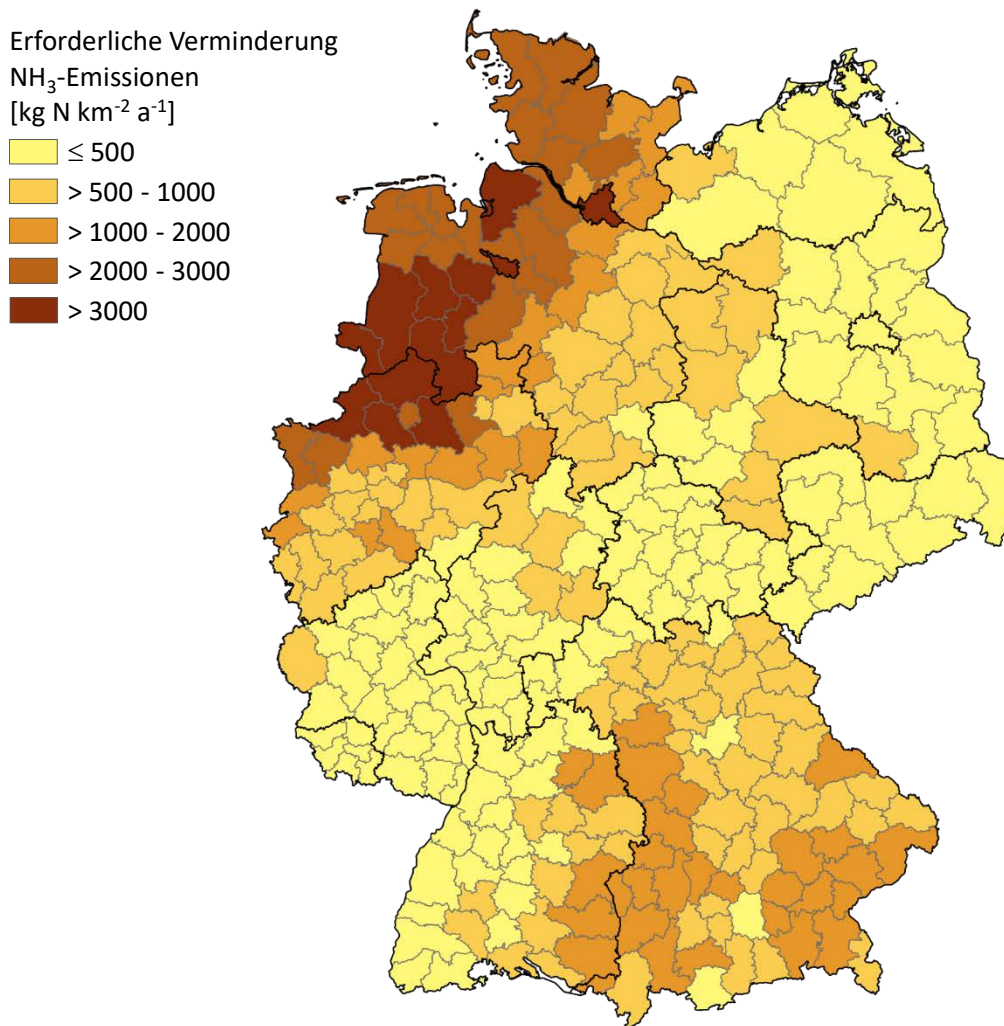 Erforderliche Verminderung
NH₃-Emissionen
[kg N km⁻² a⁻¹]
≤ 500
> 500 - 1000
> 1000 - 2000
> 2000 - 3000
> 3000